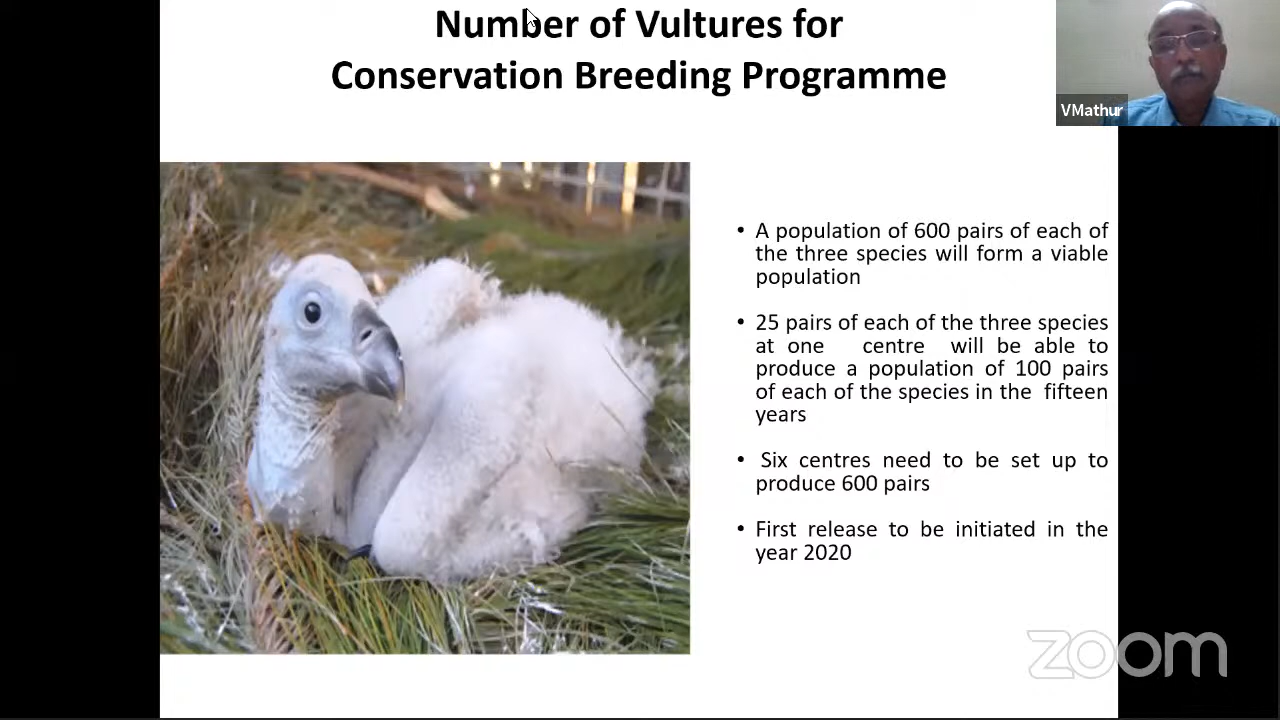 Number of Vultures for
Conservation Breeding Programme
VMathur
• A population of 600 pairs of each of
the three species will form a viable
population
• 25 pairs of each of the three species
at one centre will be able to
produce a population of 100 pairs
of each of the species in the fifteen
years
• Six centres need to be set up to
produce 600 pairs
• First release to be initiated in the
year 2020
zoom